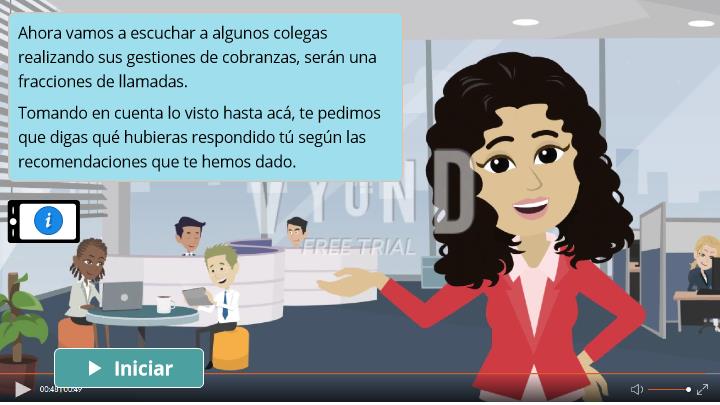 Ahora vamos a escuchar a algunos colegas
realizando sus gestiones de cobranzas, serán una
fracciones de llamadas.
Tomando en cuenta lo visto hasta acá, te pedimos
que digas qué hubieras respondido tú según las
recomendaciones que te hemos dado.
i
VYOND
FREE TRIAL
Iniciar
00:49 | 00:49